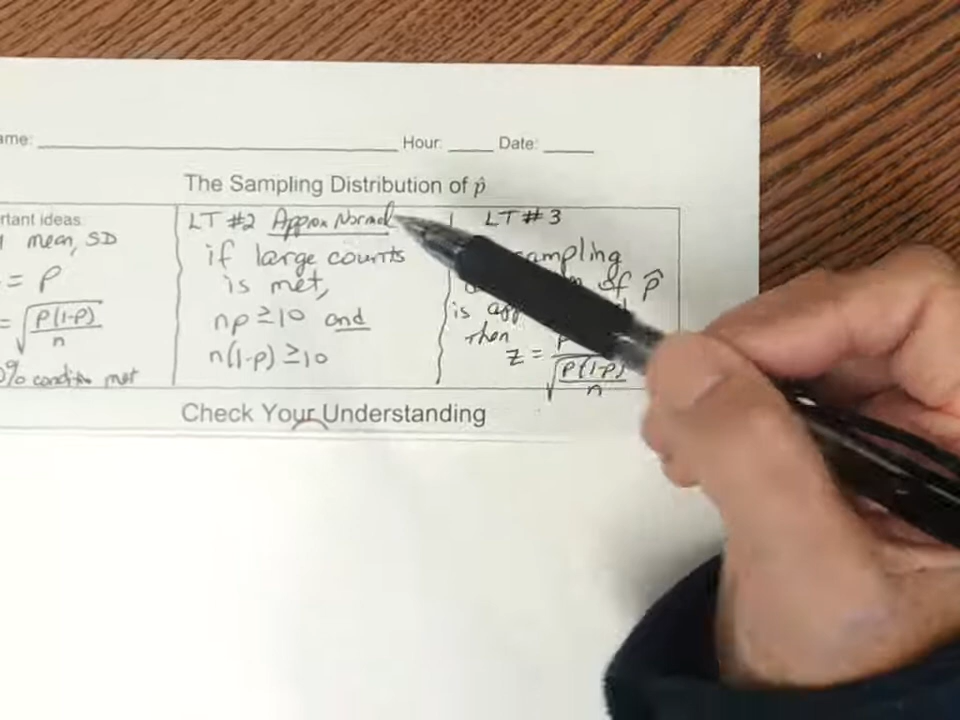 ame: Hour: Date:
The Sampling Distribution of p̂
rtant ideas
mean, SD
= p
= √(p(1-p)/n)
0% condition met
LT #2 Approx Normal
if large counts
is met,
np ≥ 10 and
n(1-p) ≥ 10
LT #3
ampling
of p̂
is
then
z =
√(p(1-p)/n)
Check Your Understanding